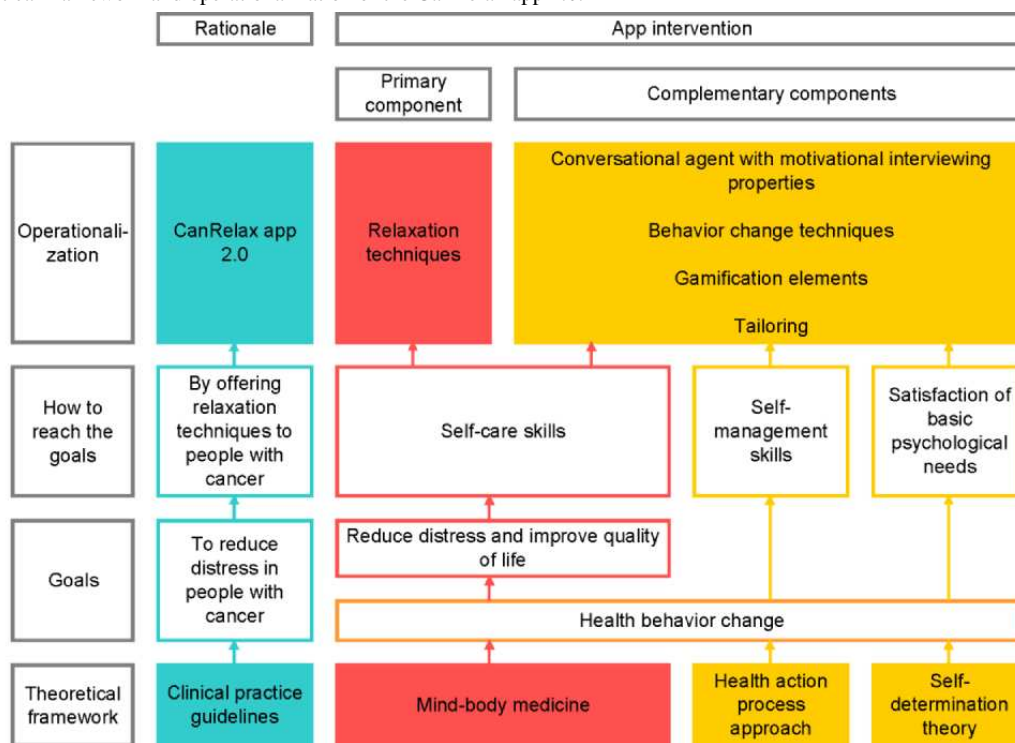 Rationale
App intervention
Primary
component
Complementary components
Operationali-
zation
CanRelax app
2.0
Relaxation
techniques
Conversational agent with motivational interviewing
properties
Behavior change techniques
Gamification elements
Tailoring
How to
reach the
goals
By offering
relaxation
techniques to
people with
cancer
Self-care skills
Self-
management
skills
Satisfaction of
basic
psychological
needs
Goals
To reduce
distress in
people with
cancer
Reduce distress and improve quality
of life
Health behavior change
Theoretical
framework
Clinical practice
guidelines
Mind-body medicine
Health action
process
approach
Self-
determination
theory